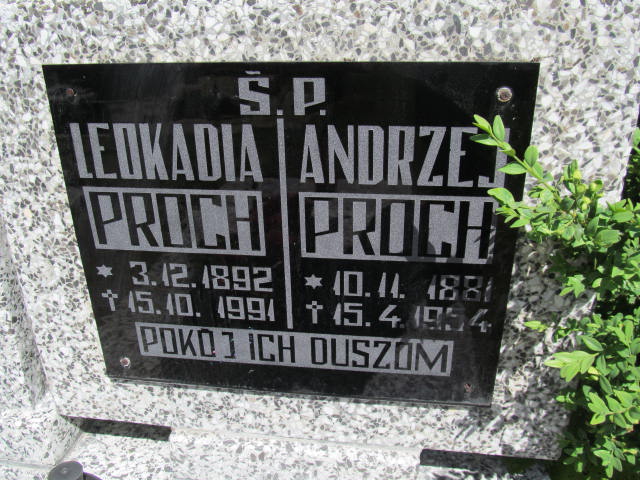 Ś.P.
LEOKADIA
PROCH
* 3.12.1892
† 15.10.1991
ANDRZEJ
PROCH
* 10.11.1881
† 15.4.1954
POKÓJ ICH DUSZOM